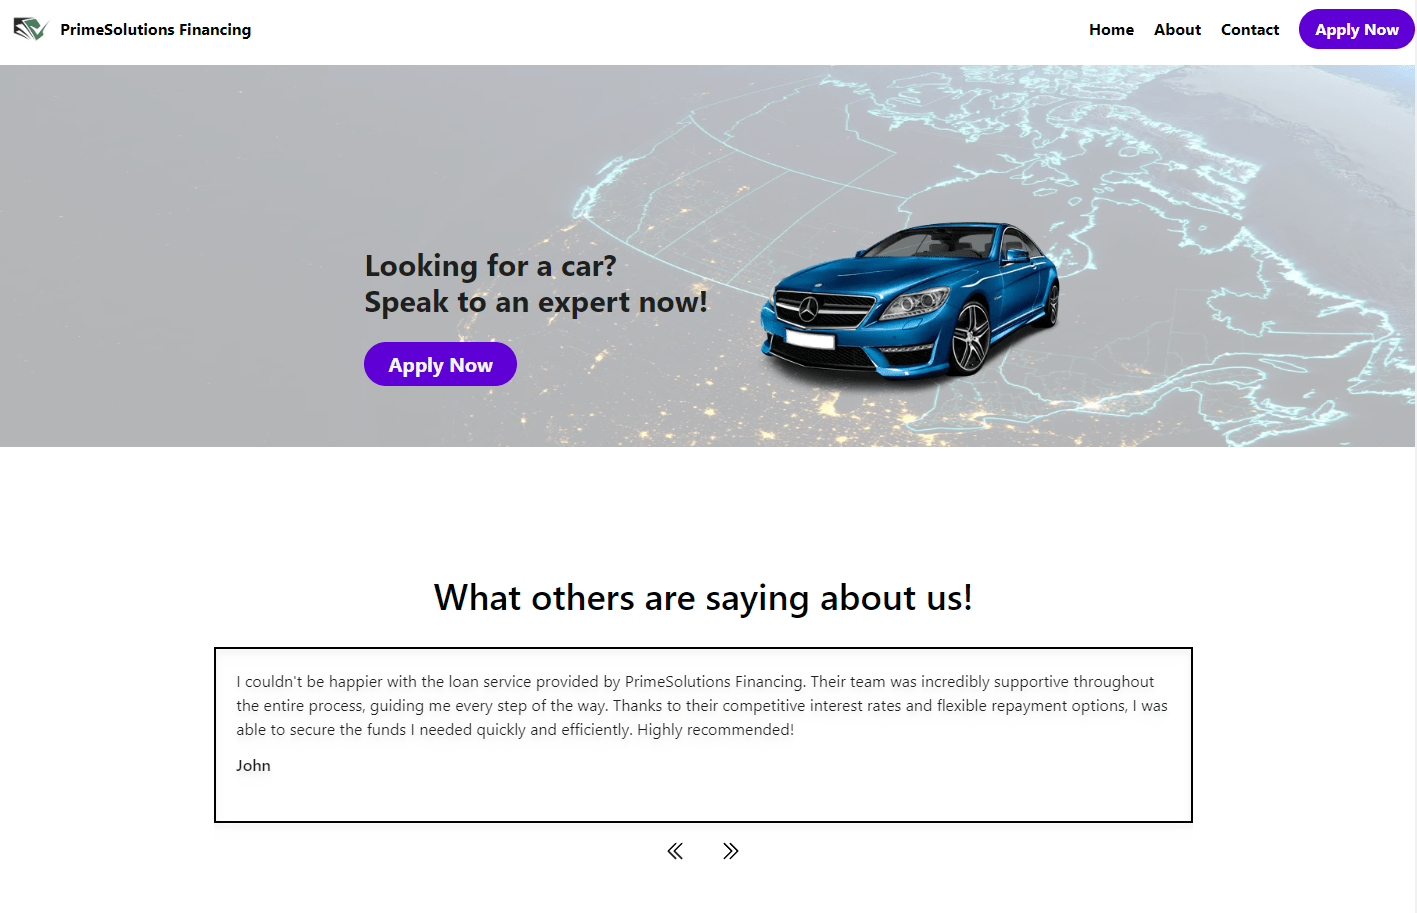 PrimeSolutions Financing
Home About Contact Apply Now
Looking for a car?
Speak to an expert now!
Apply Now
What others are saying about us!
I couldn't be happier with the loan service provided by PrimeSolutions Financing. Their team was incredibly supportive throughout
the entire process, guiding me every step of the way. Thanks to their competitive interest rates and flexible repayment options, I was
able to secure the funds I needed quickly and efficiently. Highly recommended!
John